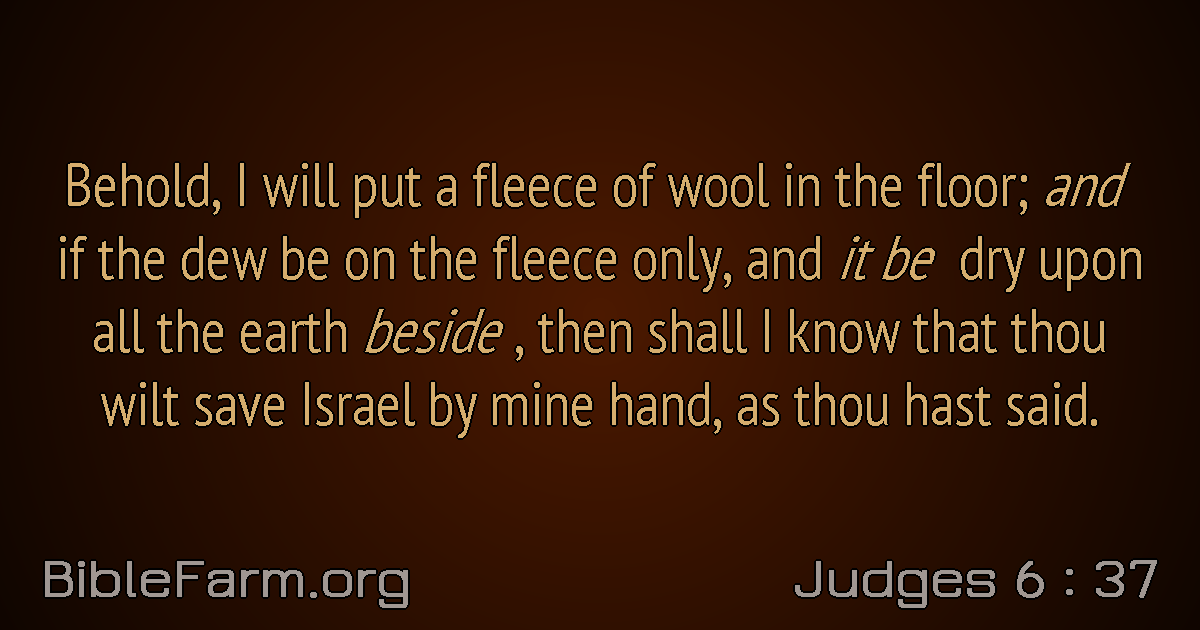 Behold, I will put a fleece of wool in the floor; and
if the dew be on the fleece only, and it be dry upon
all the earth beside , then shall I know that thou
wilt save Israel by mine hand, as thou hast said.
BibleFarm.org
Judges 6 : 37